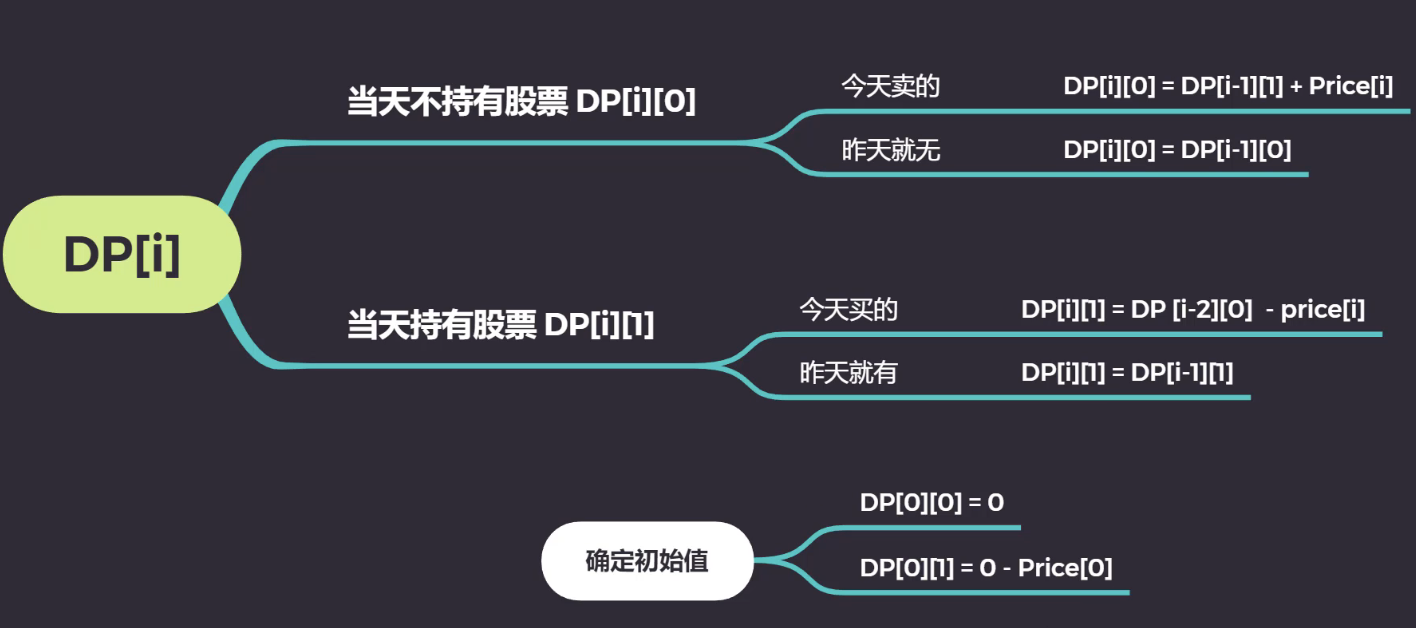 当天不持有股票 DP[i][0]
今天卖的 DP[i][0] = DP[i-1][1] + Price[i]
昨天就无 DP[i][0] = DP[i-1][0]
DP[i]
当天持有股票 DP[i][1]
今天买的 DP[i][1] = DP [i-2][0] - price[i]
昨天就有 DP[i][1] = DP[i-1][1]
确定初始值
DP[0][0] = 0
DP[0][1] = 0 - Price[0]